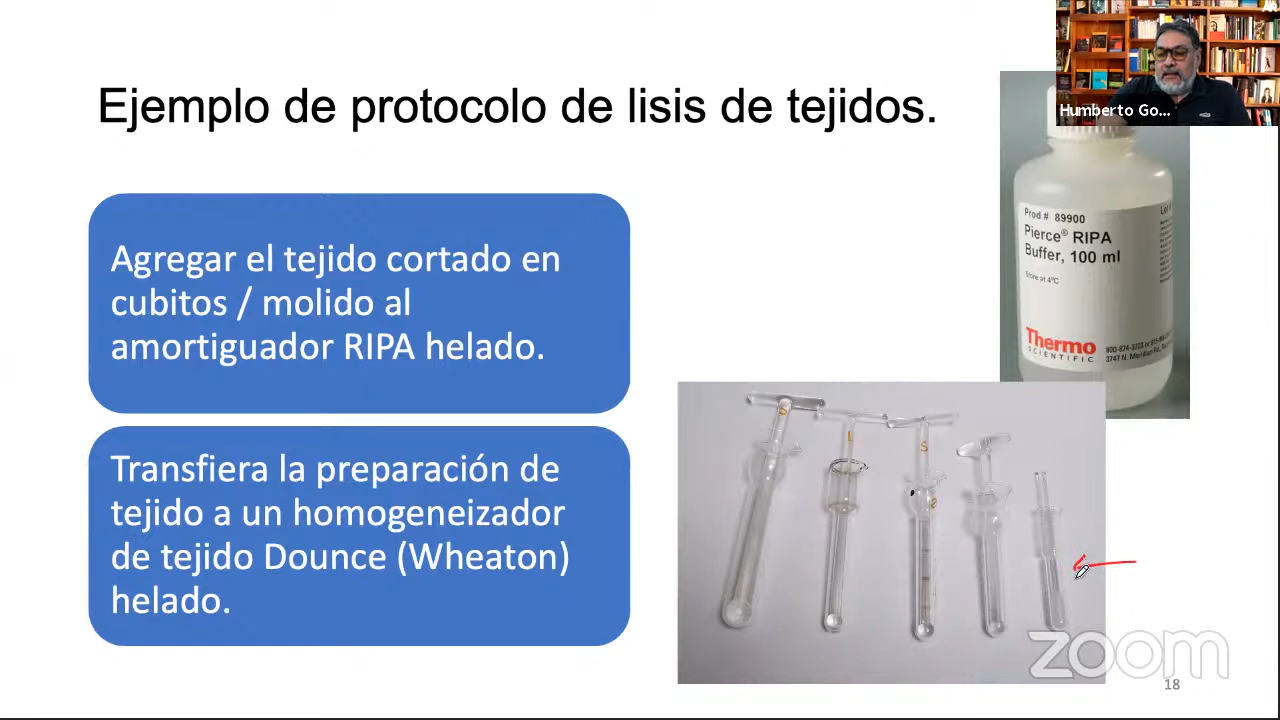 Humberto Go...
Ejemplo de protocolo de lisis de tejidos.
Agregar el tejido cortado en
cubitos / molido al
amortiguador RIPA helado.
Transfiera la preparación de
tejido a un homogeneizador
de tejido Dounce (Wheaton)
helado.
Prod # 89900
Pierce® RIPA
Buffer, 100 ml
Store at 4°C
Thermo
SCIENTIFIC
S
L
S
zoom
18